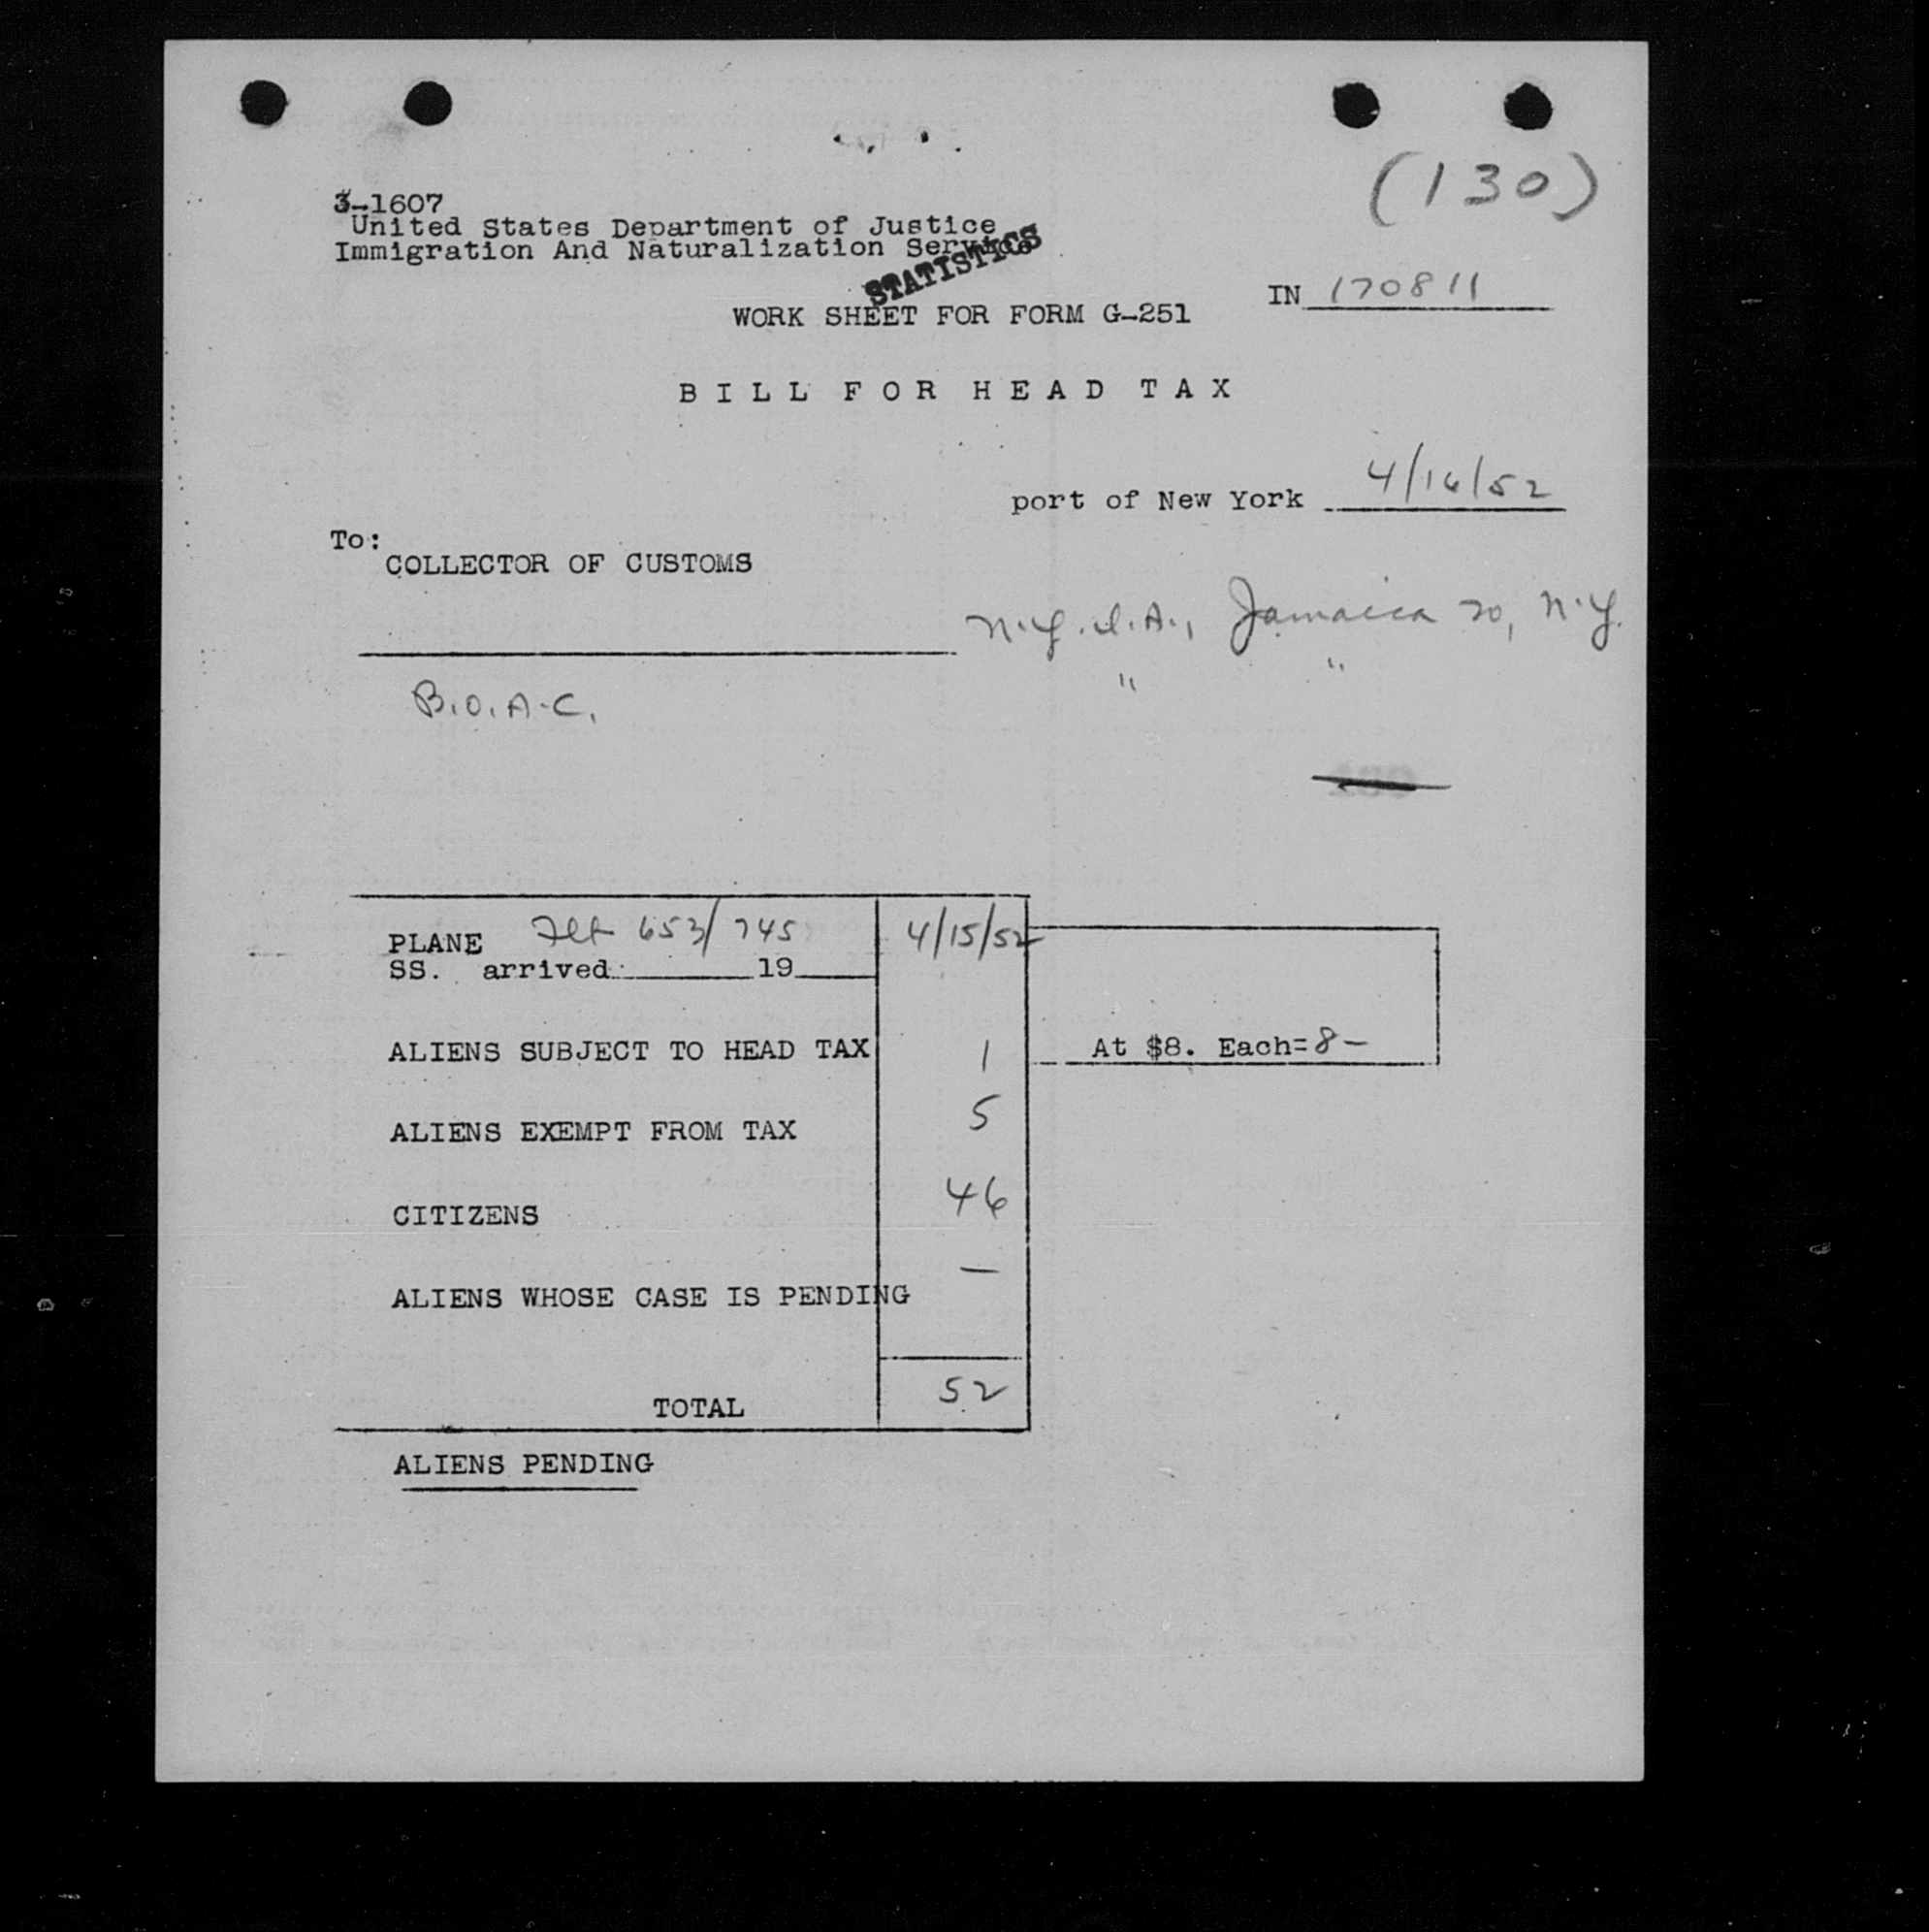 (130)
3-1607
United States Department of Justice
Immigration And Naturalization Service
STATISTICS
IN 170811
WORK SHEET FOR FORM G-251
BILL FOR HEAD TAX
port of New York 4/16/52
To:
COLLECTOR OF CUSTOMS
N.Y.I.A., Jamaica 20, N.Y.
" "
B.O.A.C.
PLANE Flt 653/745 4/15/52
SS. arrived 19
ALIENS SUBJECT TO HEAD TAX 1 At $8. Each=8-
ALIENS EXEMPT FROM TAX 5
CITIZENS 46
ALIENS WHOSE CASE IS PENDING —
TOTAL 52
ALIENS PENDING